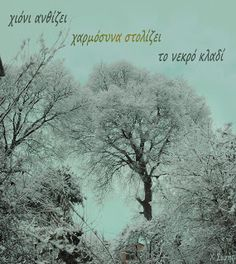 χιόνι ανθίζει
χαρμόσυνα στολίζει
το νεκρό κλαδί